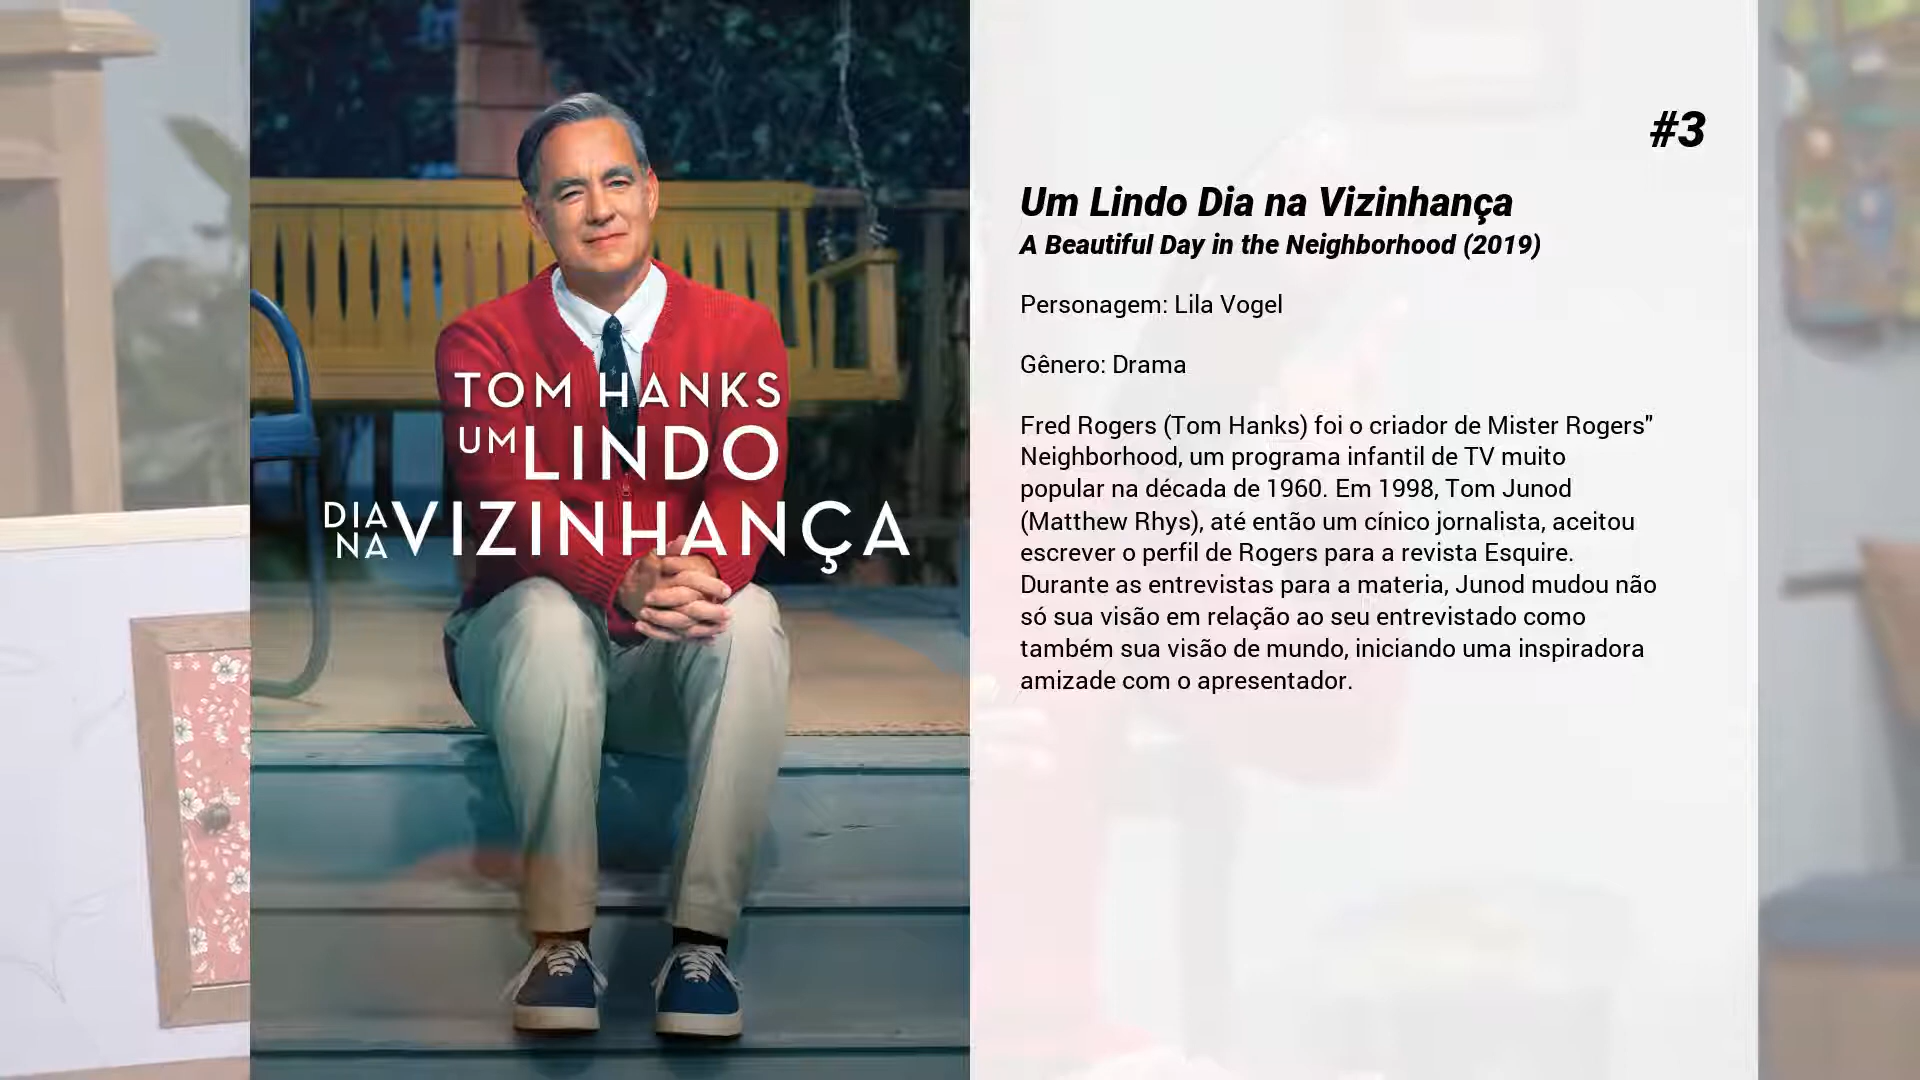 TOM HANKS
UM LINDO
DIA NA VIZINHANÇA
#3
Um Lindo Dia na Vizinhança
A Beautiful Day in the Neighborhood (2019)
Personagem: Lila Vogel
Gênero: Drama
Fred Rogers (Tom Hanks) foi o criador de Mister Rogers"
Neighborhood, um programa infantil de TV muito
popular na década de 1960. Em 1998, Tom Junod
(Matthew Rhys), até então um cínico jornalista, aceitou
escrever o perfil de Rogers para a revista Esquire.
Durante as entrevistas para a materia, Junod mudou não
só sua visão em relação ao seu entrevistado como
também sua visão de mundo, iniciando uma inspiradora
amizade com o apresentador.